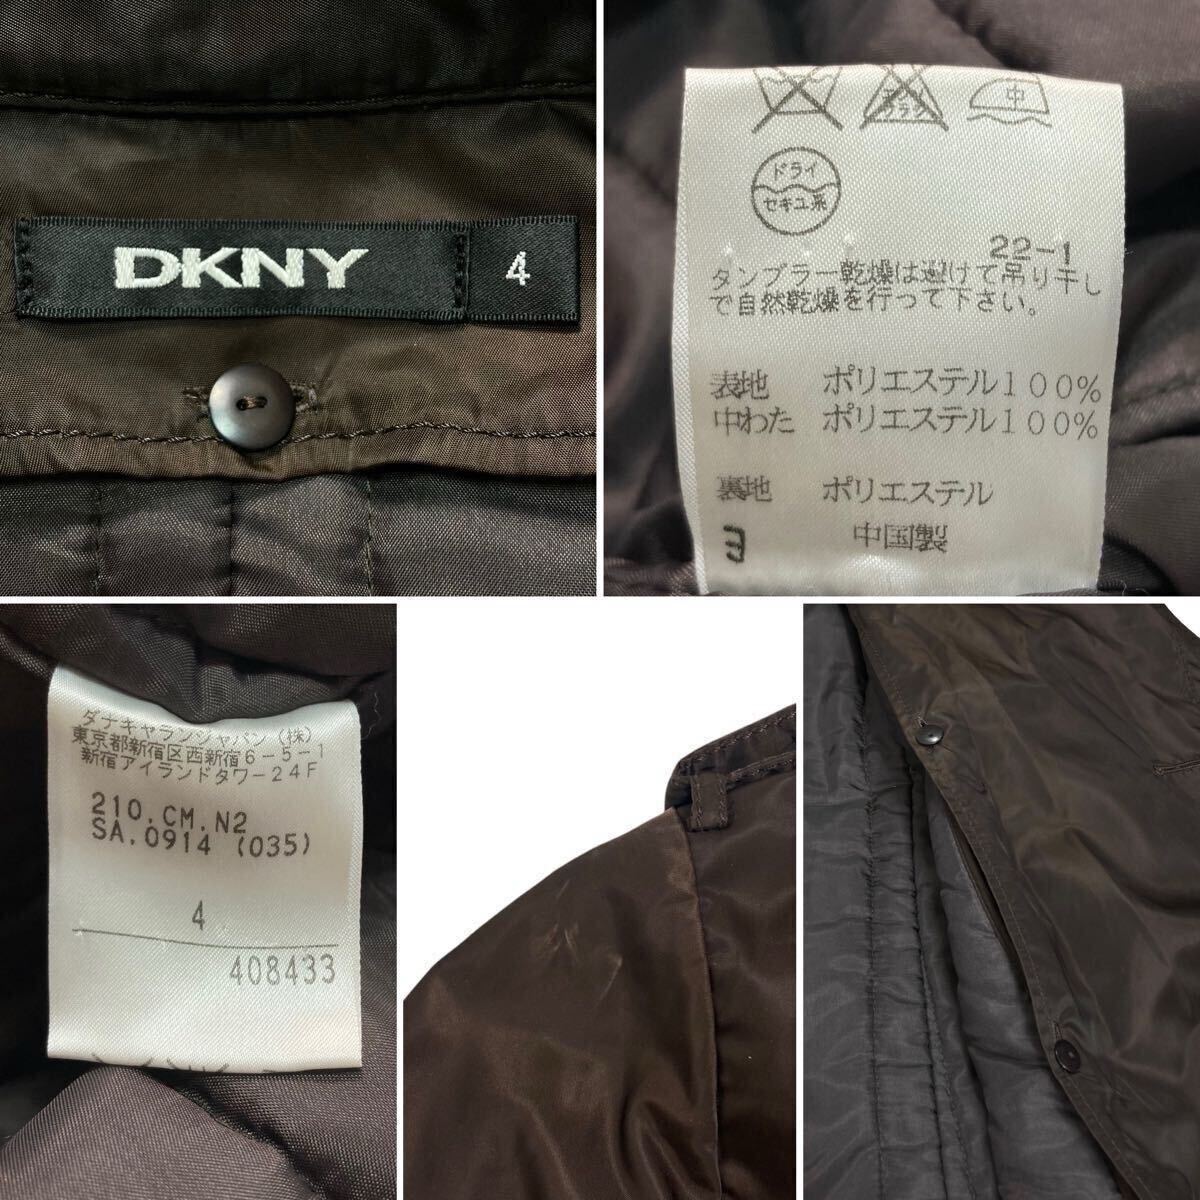 DKNY 4
中
ドライ
セキユ系
22-1
タンブラー乾燥は避けて吊り干し
で自然乾燥を行って下さい。
表地 ポリエステル100%
中わた ポリエステル100%
裏地 ポリエステル
E 中国製
ダナキャランジャパン(株)
東京都新宿区西新宿6-5-1
新宿アイランドタワー24F
210.CM.N2
SA.0914 (035)
4
408433